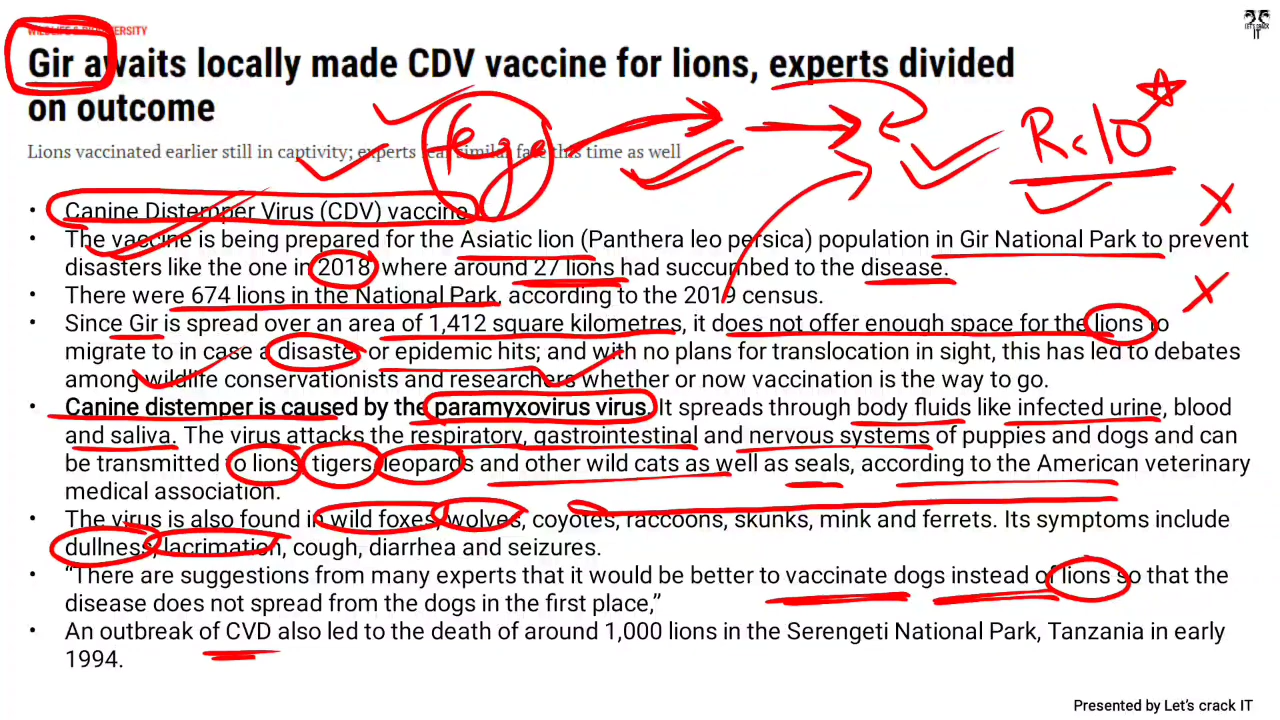 WILDLIFE & BIODIVERSITY
LET'S CRACK
IT
Gir awaits locally made CDV vaccine for lions, experts divided
on outcome
R<10
Lions vaccinated earlier still in captivity; experts fear similar fate this time as well
• Canine Distemper Virus (CDV) vaccine
• The vaccine is being prepared for the Asiatic lion (Panthera leo persica) population in Gir National Park to prevent
disasters like the one in 2018 where around 27 lions had succumbed to the disease.
• There were 674 lions in the National Park, according to the 2019 census.
• Since Gir is spread over an area of 1,412 square kilometres, it does not offer enough space for the lions to
migrate to in case a disaster or epidemic hits; and with no plans for translocation in sight, this has led to debates
among wildlife conservationists and researchers whether or now vaccination is the way to go.
• Canine distemper is caused by the paramyxovirus virus. It spreads through body fluids like infected urine, blood
and saliva. The virus attacks the respiratory, gastrointestinal and nervous systems of puppies and dogs and can
be transmitted to lions, tigers, leopards and other wild cats as well as seals, according to the American veterinary
medical association.
• The virus is also found in wild foxes, wolves, coyotes, raccoons, skunks, mink and ferrets. Its symptoms include
dullness, lacrimation, cough, diarrhea and seizures.
• “There are suggestions from many experts that it would be better to vaccinate dogs instead of lions so that the
disease does not spread from the dogs in the first place,”
• An outbreak of CVD also led to the death of around 1,000 lions in the Serengeti National Park, Tanzania in early
1994.
Presented by Let’s crack IT